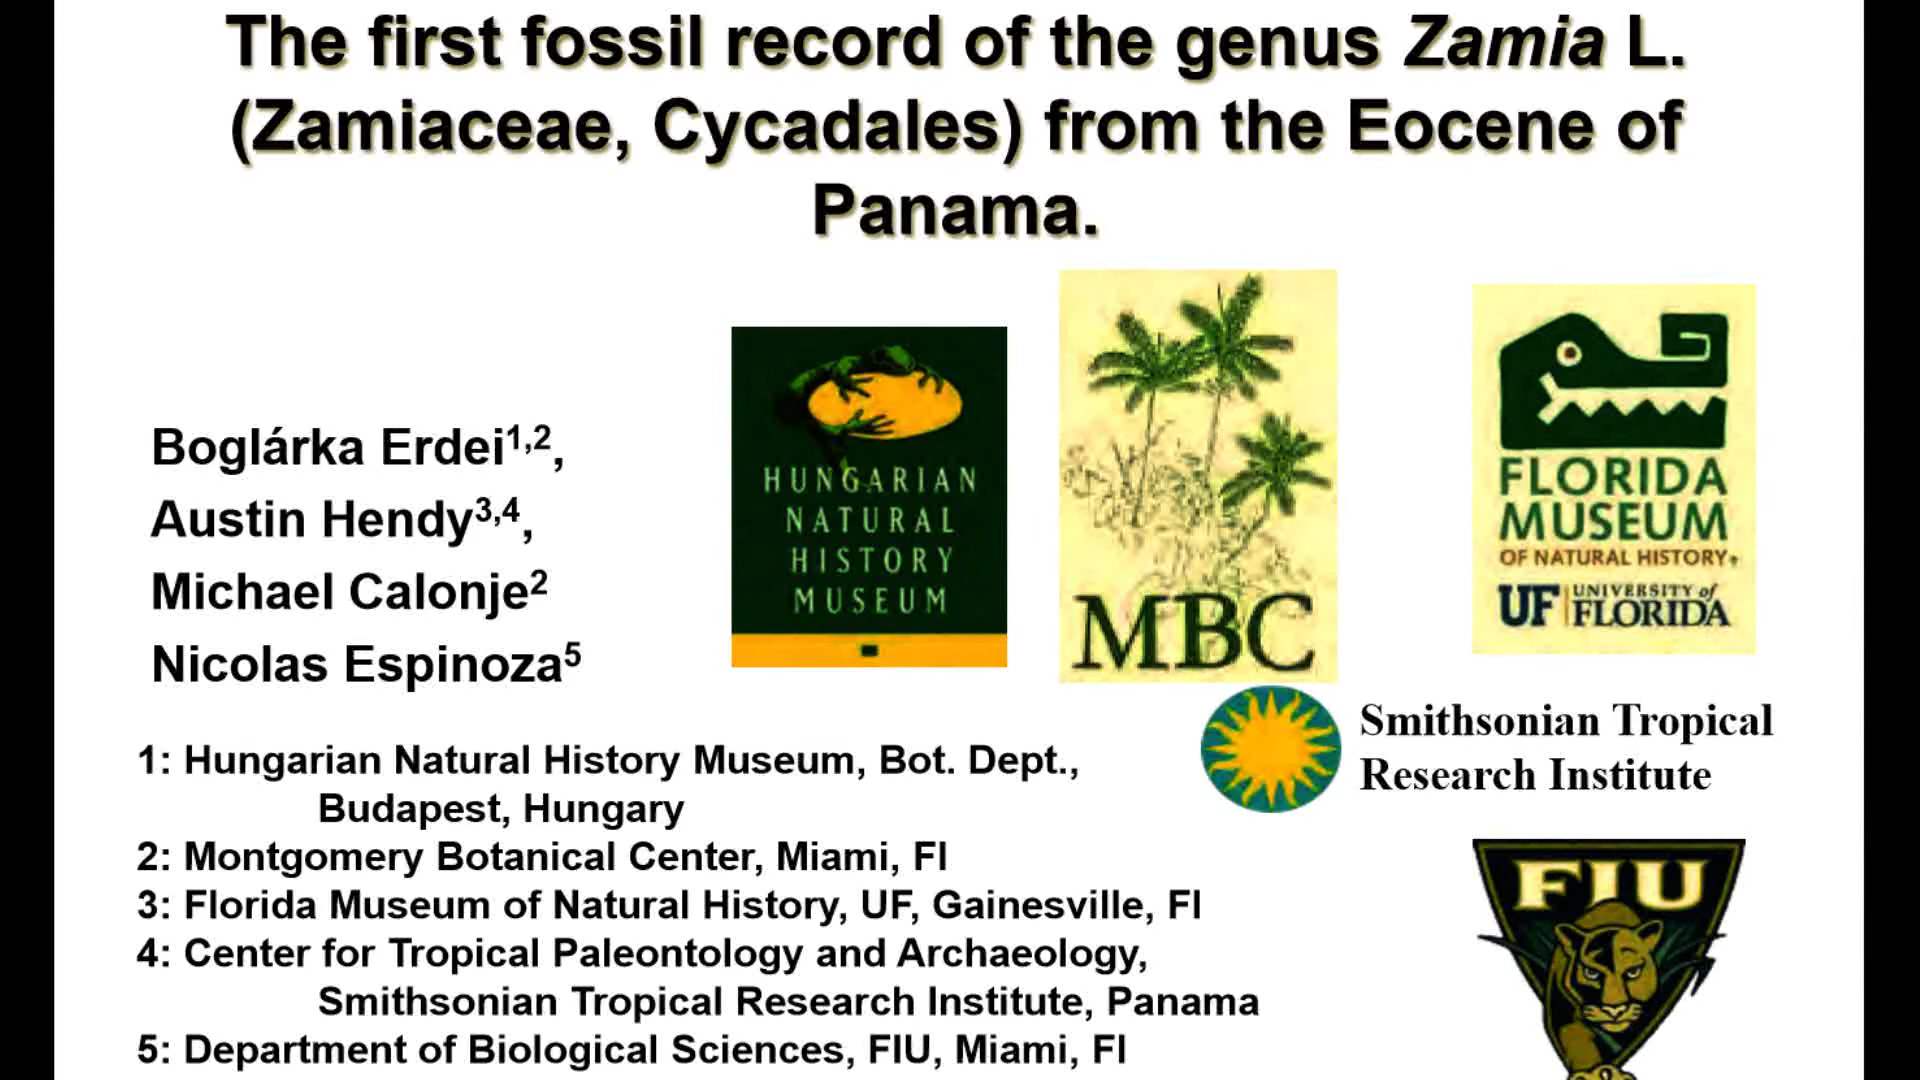 The first fossil record of the genus Zamia L.
(Zamiaceae, Cycadales) from the Eocene of
Panama.
Boglárka Erdei1,2,
Austin Hendy3,4,
Michael Calonje2
Nicolas Espinoza5
HUNGARIAN
NATURAL
HISTORY
MUSEUM
MBC
FLORIDA
MUSEUM
OF NATURAL HISTORY
UF UNIVERSITY of
FLORIDA
Smithsonian Tropical
Research Institute
1: Hungarian Natural History Museum, Bot. Dept.,
Budapest, Hungary
2: Montgomery Botanical Center, Miami, Fl
3: Florida Museum of Natural History, UF, Gainesville, Fl
4: Center for Tropical Paleontology and Archaeology,
Smithsonian Tropical Research Institute, Panama
5: Department of Biological Sciences, FIU, Miami, Fl
FIU